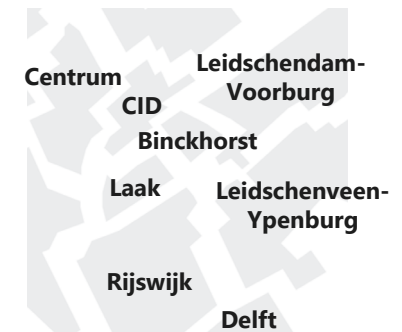 Leidschendam-
Voorburg
Centrum
CID
Binckhorst
Laak
Leidschenveen-
Ypenburg
Rijswijk
Delft